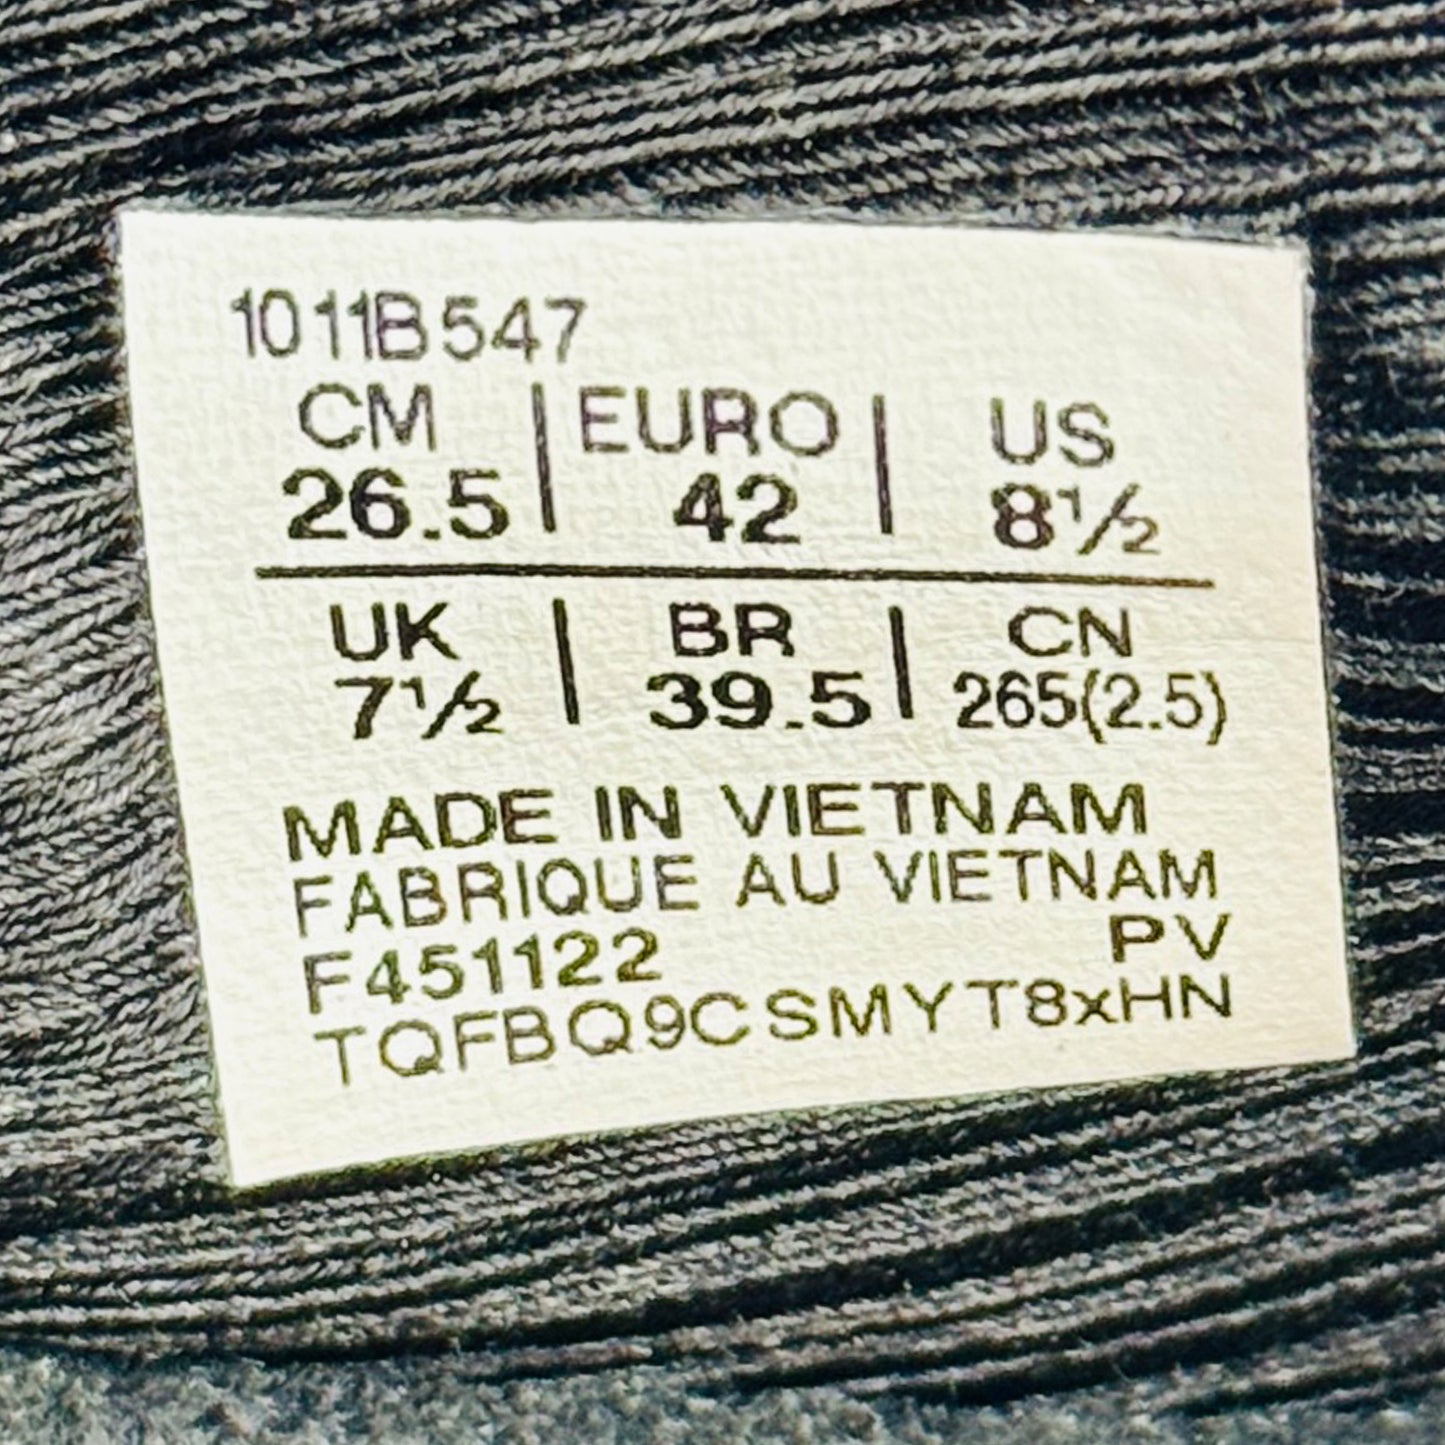 1011B547
CM | EURO | US
26.5 | 42 | 8½
UK | BR | CN
7½ | 39.5 | 265(2.5)
MADE IN VIETNAM
FABRIQUE AU VIETNAM
F451122 PV
TQFBQ9CSMYT8xHN